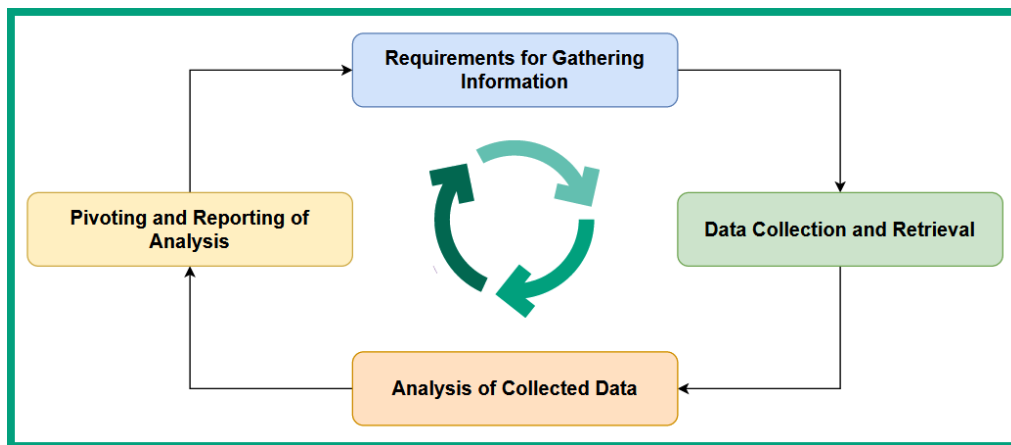 Requirements for Gathering
Information
Data Collection and Retrieval
Analysis of Collected Data
Pivoting and Reporting of
Analysis